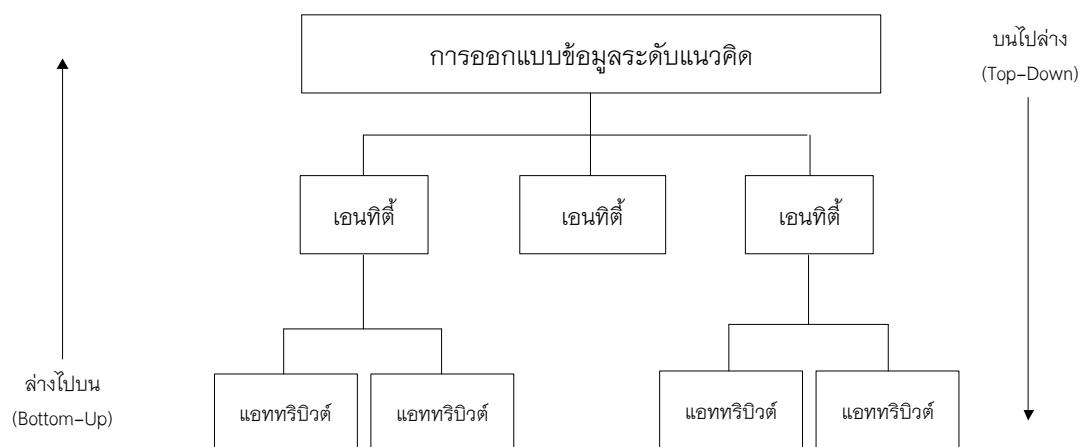 การออกแบบข้อมูลระดับแนวคิด
บนไปล่าง
(Top-Down)
เอนทิตี้
เอนทิตี้
เอนทิตี้
ล่างไปบน
(Bottom-Up)
แอททริบิวต์
แอททริบิวต์
แอททริบิวต์
แอททริบิวต์